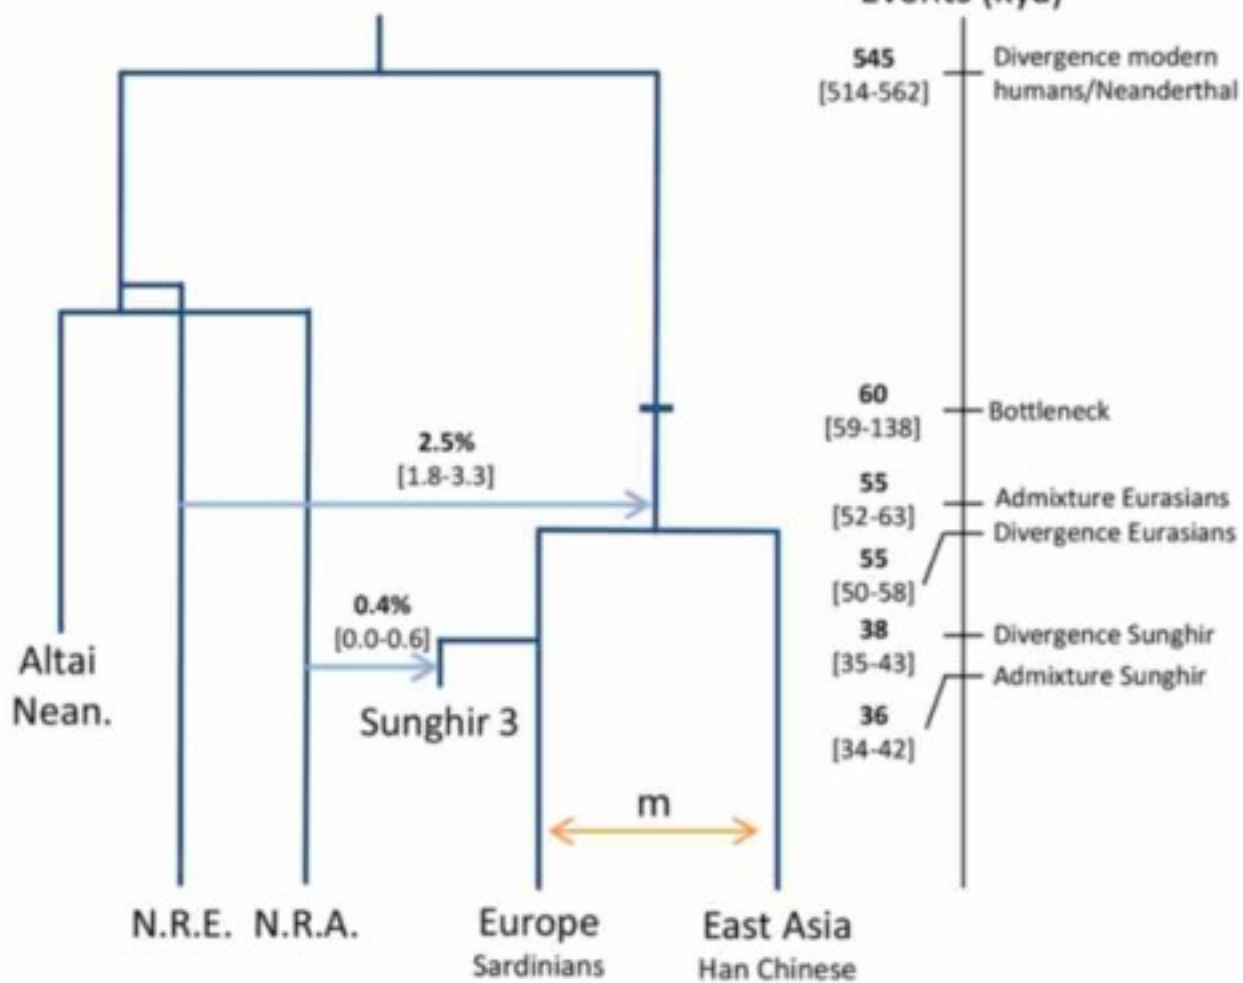 Events (kya)
545
[514-562]
Divergence modern
humans/Neanderthal
60
[59-138]
Bottleneck
2.5%
[1.8-3.3]
55
[52-63]
Admixture Eurasians
Divergence Eurasians
55
[50-58]
0.4%
[0.0-0.6]
38
[35-43]
Divergence Sunghir
Admixture Sunghir
36
[34-42]
Altai
Nean.
Sunghir 3
m
N.R.E.
N.R.A.
Europe
Sardinians
East Asia
Han Chinese